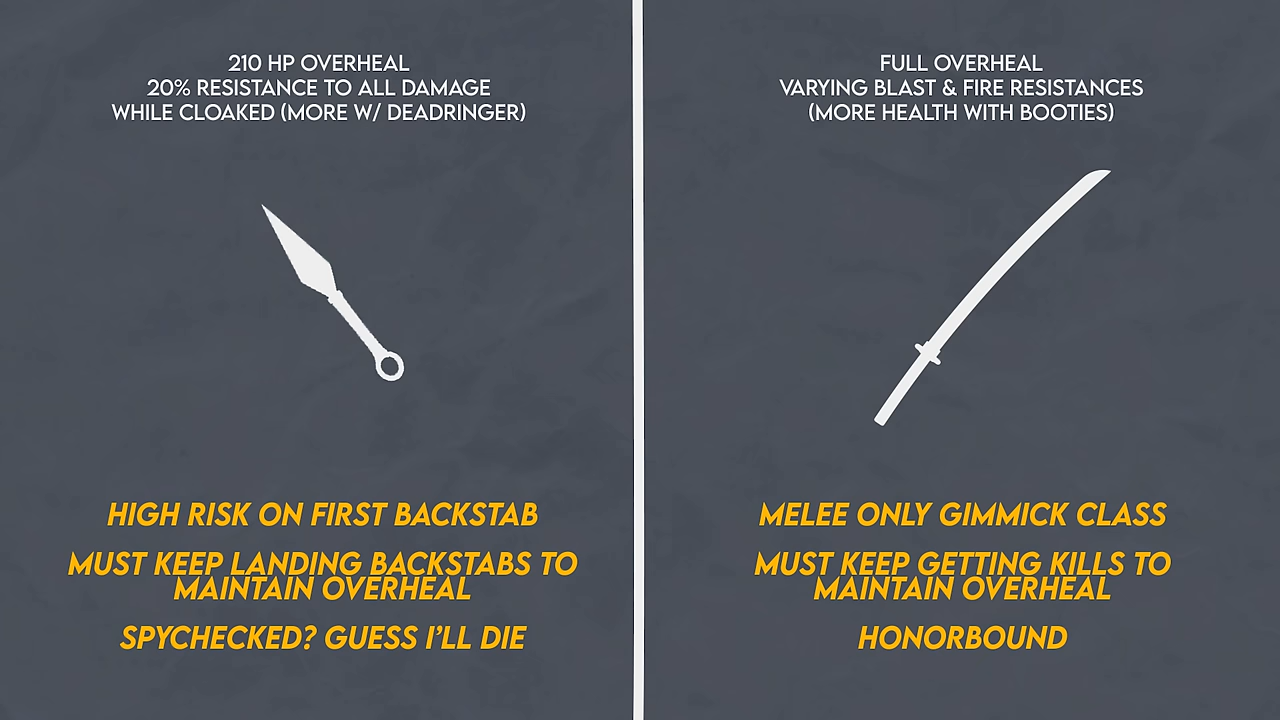 210 HP OVERHEAL
20% RESISTANCE TO ALL DAMAGE
WHILE CLOAKED (MORE W/ DEADRINGER)
HIGH RISK ON FIRST BACKSTAB
MUST KEEP LANDING BACKSTABS TO
MAINTAIN OVERHEAL
SPYCHECKED? GUESS I'LL DIE
FULL OVERHEAL
VARYING BLAST & FIRE RESISTANCES
(MORE HEALTH WITH BOOTIES)
MELEE ONLY GIMMICK CLASS
MUST KEEP GETTING KILLS TO
MAINTAIN OVERHEAL
HONORBOUND